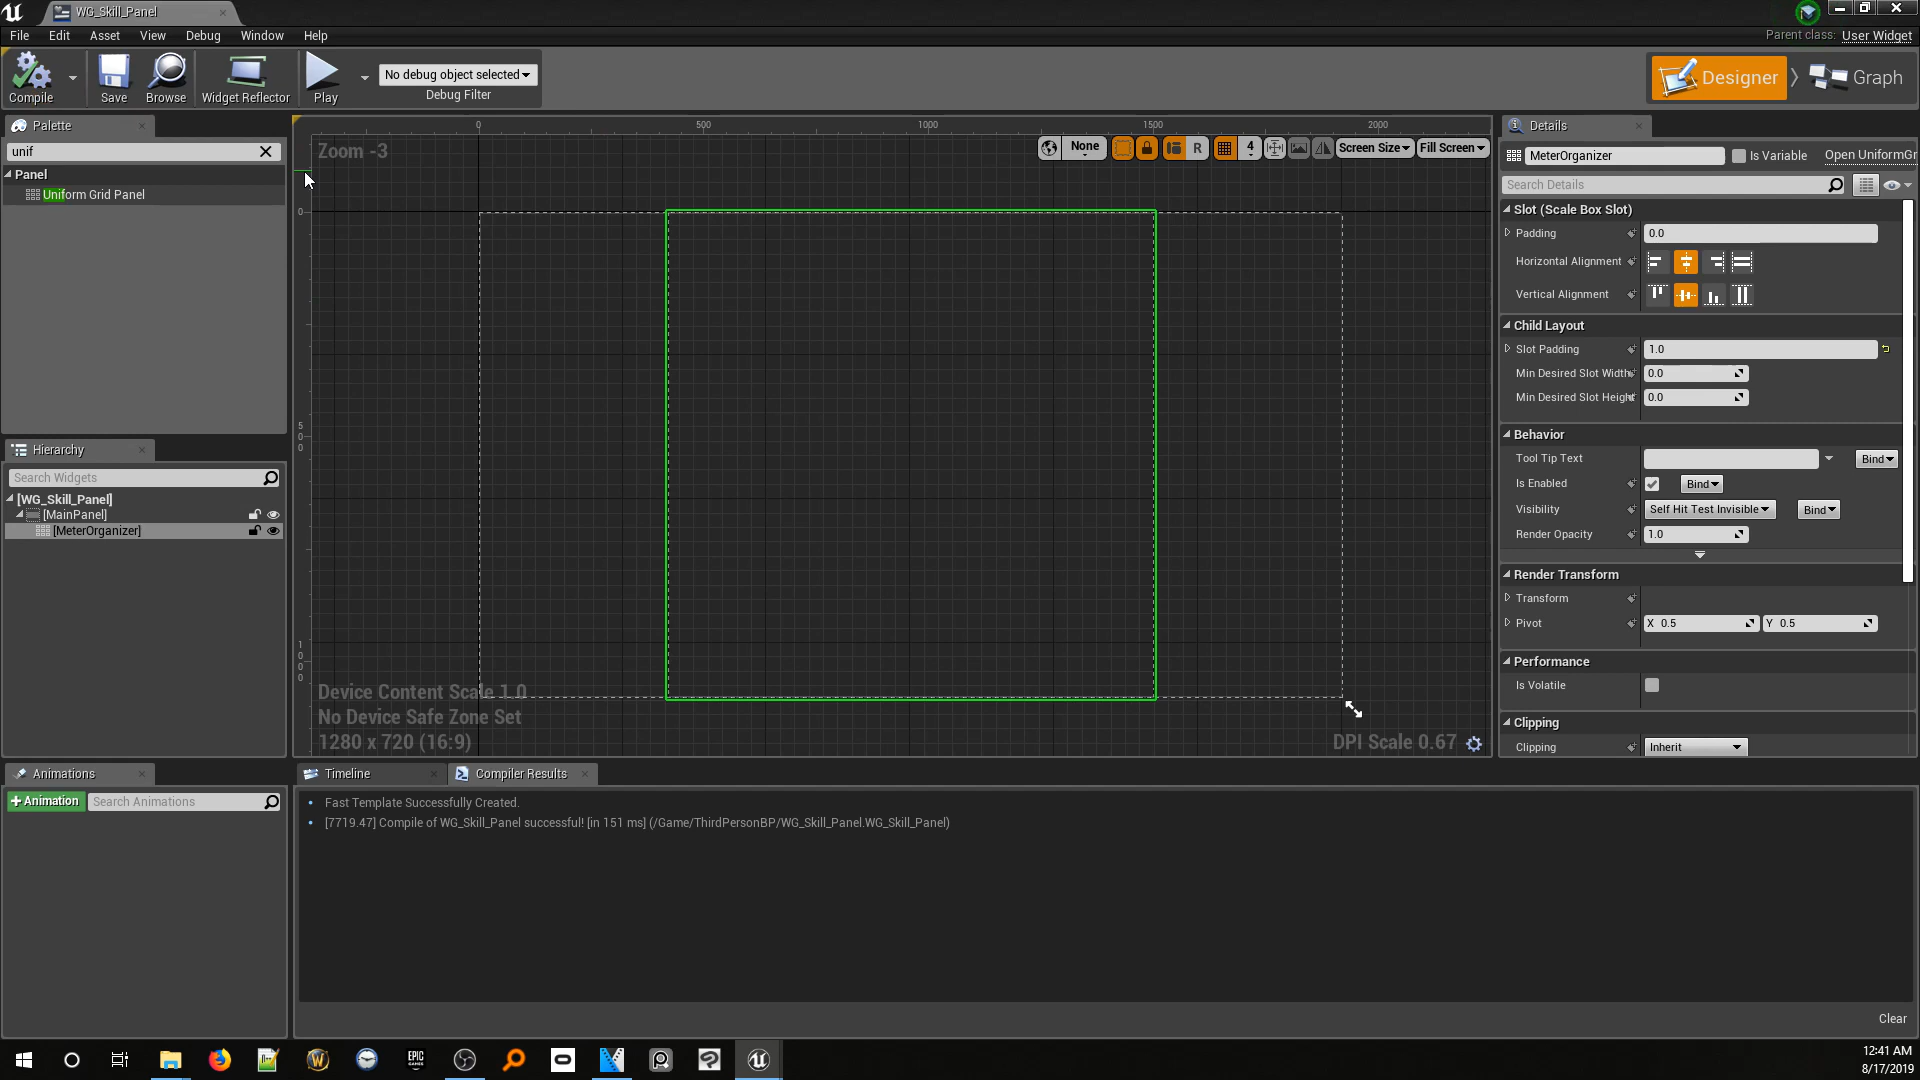 WG_Skill_Panel
File Edit Asset View Debug Window Help
Parent class: User Widget
Compile Save Browse Widget Reflector Play
No debug object selected
Debug Filter
Designer Graph
Palette
unif
Panel
Uniform Grid Panel
Hierarchy
Search Widgets
[WG_Skill_Panel]
[MainPanel]
[MeterOrganizer]
Animations
+Animation Search Animations
0 500 1000 1500 2000
Zoom -3
None R 4 Screen Size Fill Screen
0
500
1000
Device Content Scale 1.0
No Device Safe Zone Set
1280 x 720 (16:9)
DPI Scale 0.67
Details
MeterOrganizer Is Variable Open UniformGr
Search Details
Slot (Scale Box Slot)
Padding 0.0
Horizontal Alignment
Vertical Alignment
Child Layout
Slot Padding 1.0
Min Desired Slot Width 0.0
Min Desired Slot Height 0.0
Behavior
Tool Tip Text Bind
Is Enabled Bind
Visibility Self Hit Test Invisible Bind
Render Opacity 1.0
Render Transform
Transform
Pivot X 0.5 Y 0.5
Performance
Is Volatile
Clipping
Clipping Inherit
Timeline Compiler Results
Fast Template Successfully Created.
[7719.47] Compile of WG_Skill_Panel successful! [in 151 ms] (/Game/ThirdPersonBP/WG_Skill_Panel.WG_Skill_Panel)
Clear
EPIC GAMES
12:41 AM
8/17/2019